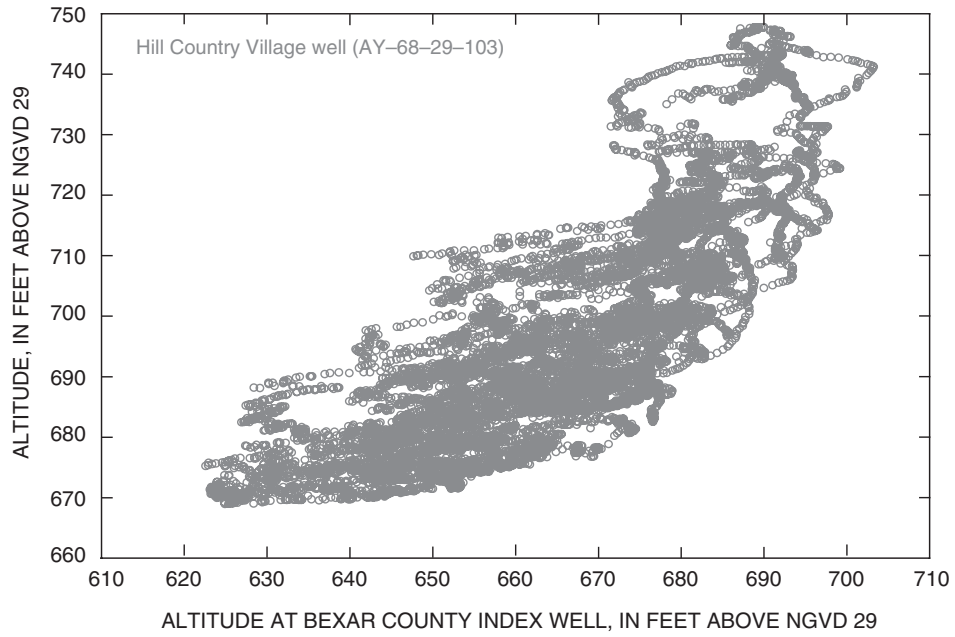 750
740
730
720
710
700
690
680
670
660
ALTITUDE, IN FEET ABOVE NGVD 29
Hill Country Village well (AY–68–29–103)
610 620 630 640 650 660 670 680 690 700 710
ALTITUDE AT BEXAR COUNTY INDEX WELL, IN FEET ABOVE NGVD 29